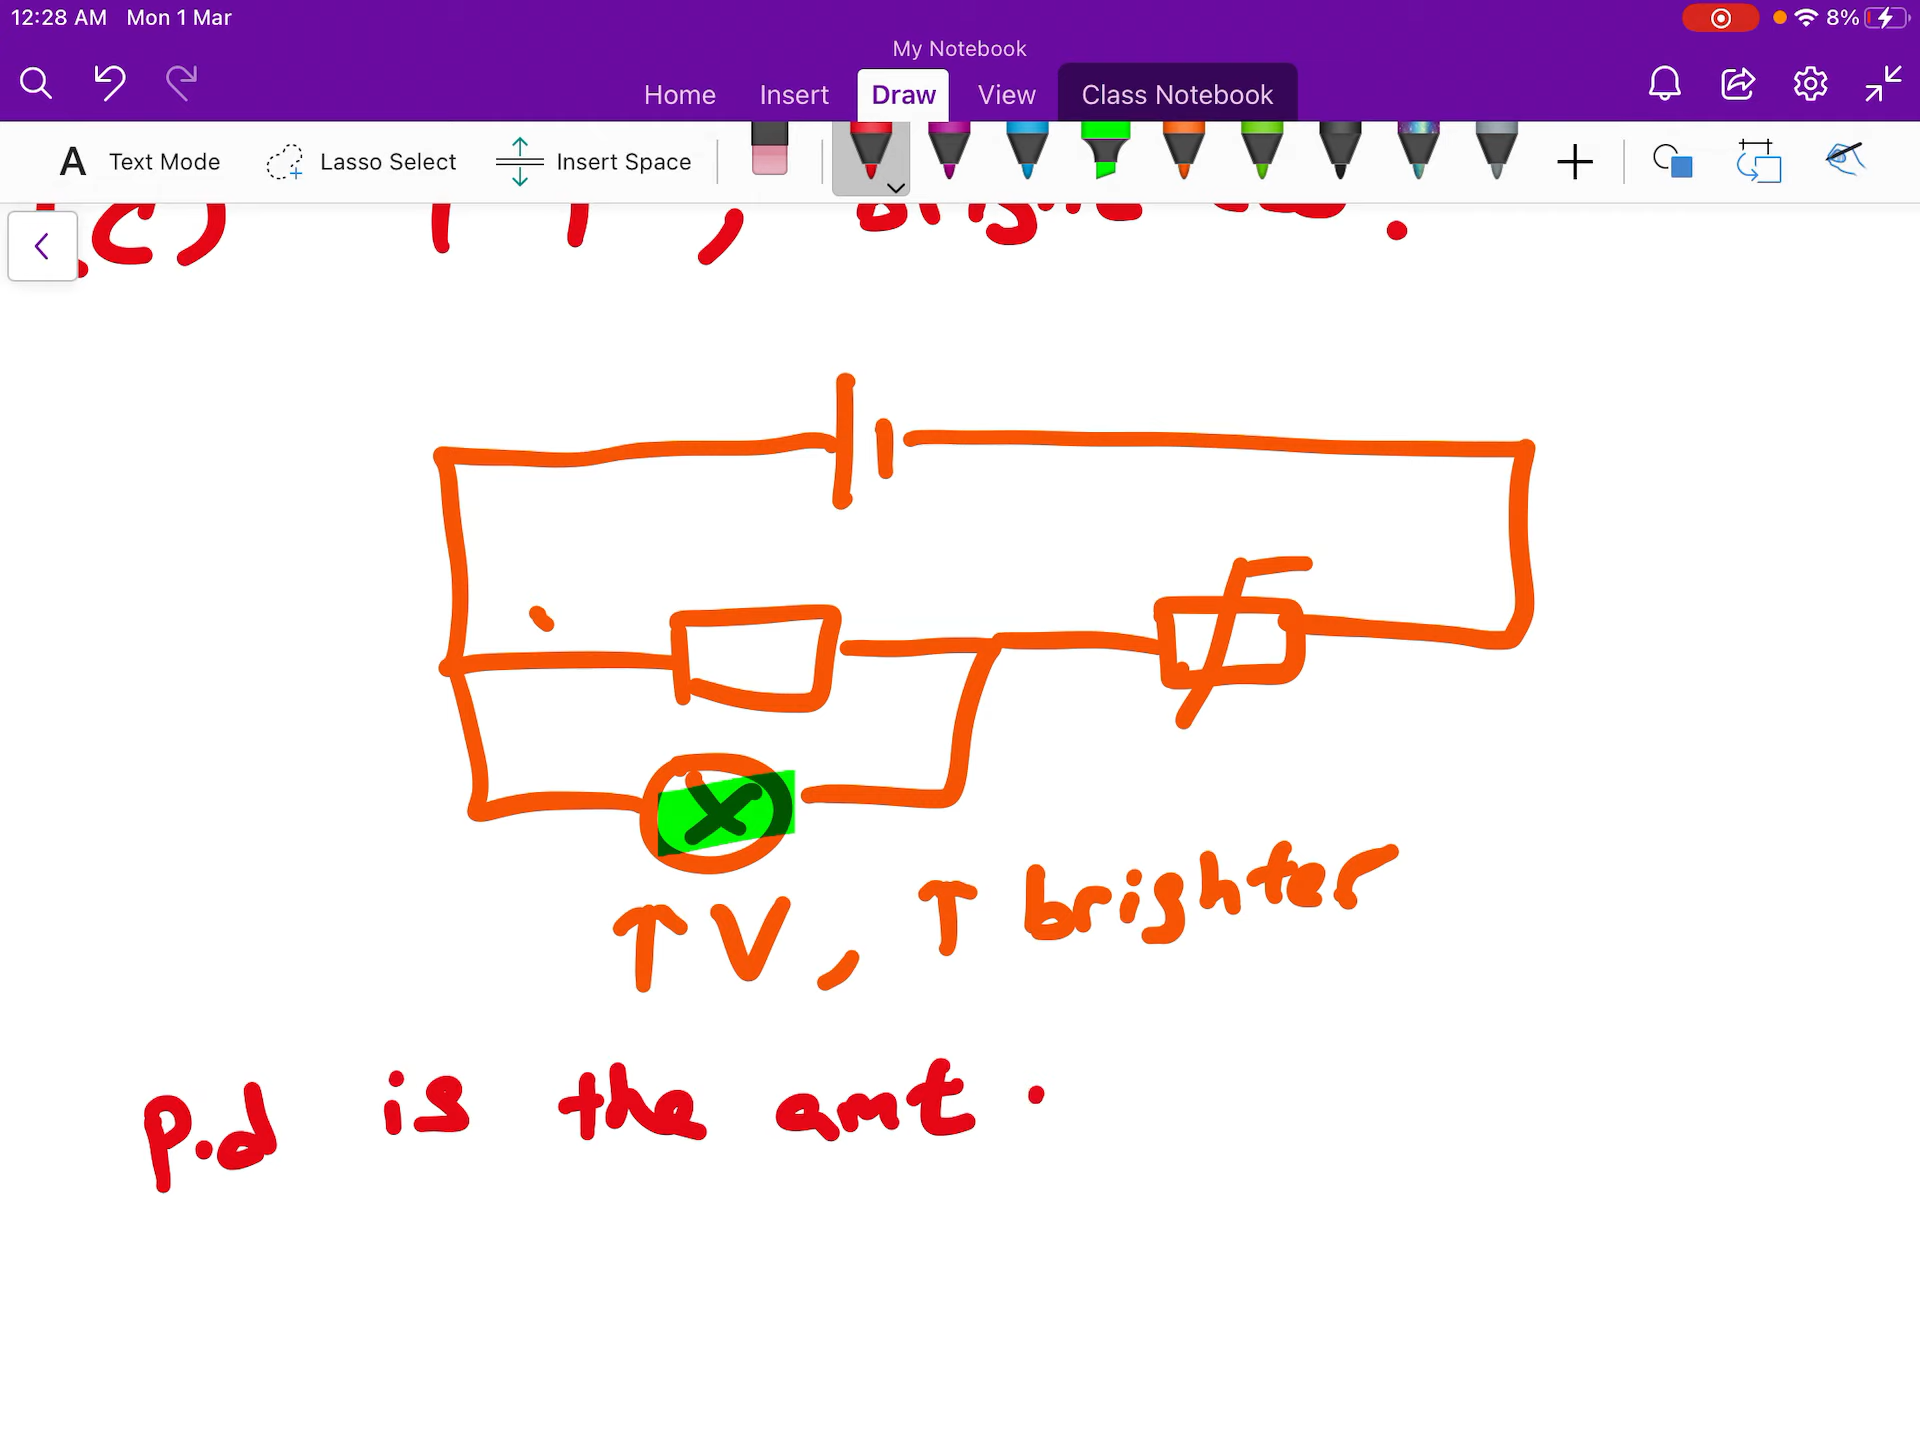 12:28 AM Mon 1 Mar
8%
My Notebook
Home Insert Draw View Class Notebook
A Text Mode Lasso Select Insert Space
↑ V, ↑ brighter
p.d is the amt .